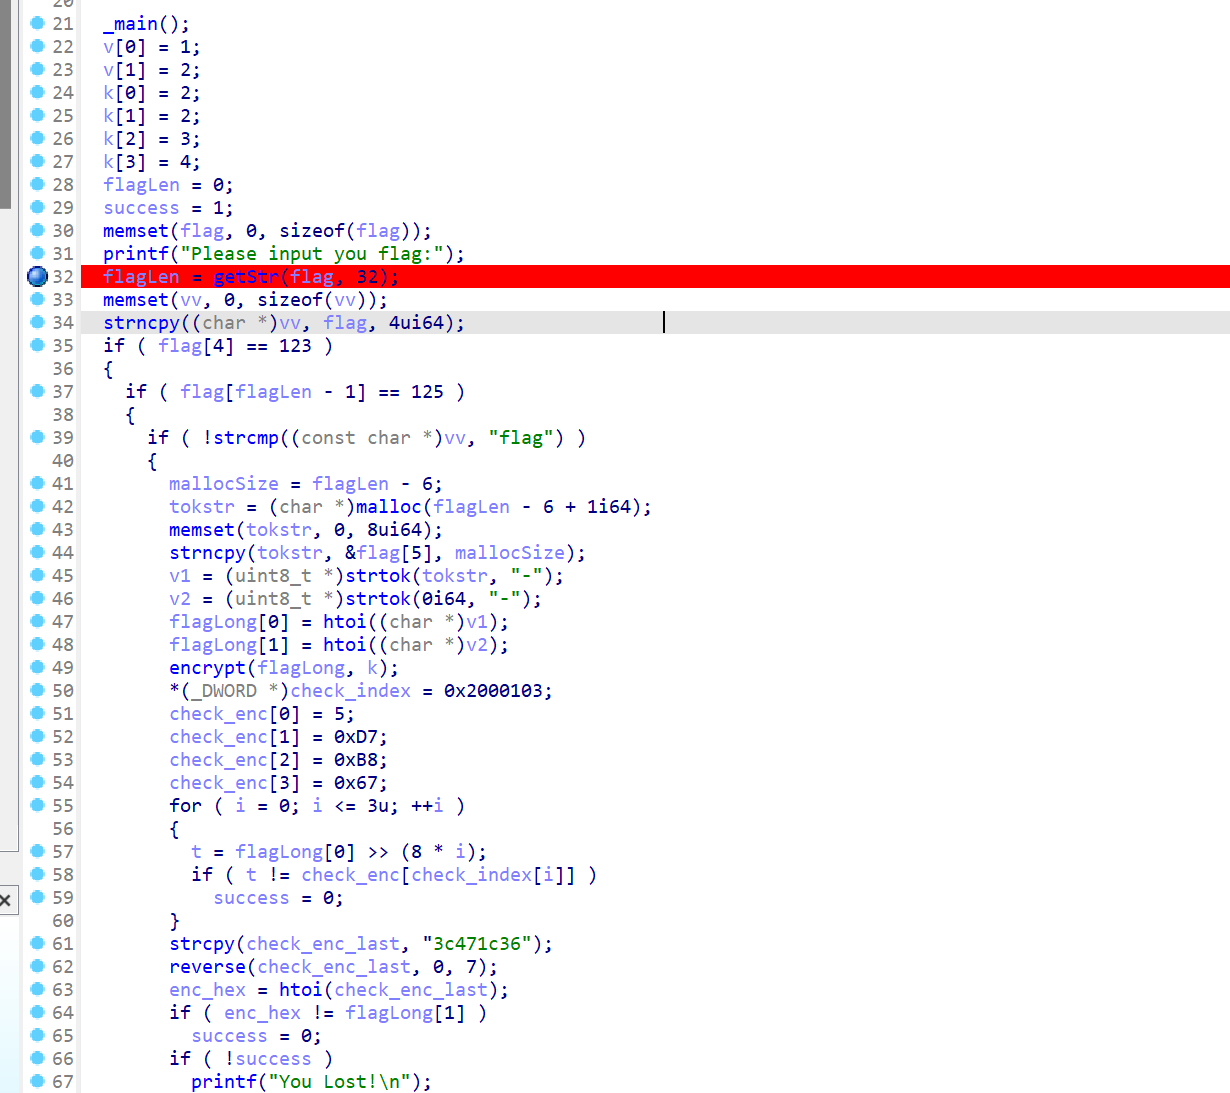 20
21 _main();
22 v[0] = 1;
23 v[1] = 2;
24 k[0] = 2;
25 k[1] = 2;
26 k[2] = 3;
27 k[3] = 4;
28 flagLen = 0;
29 success = 1;
30 memset(flag, 0, sizeof(flag));
31 printf("Please input you flag:");
32 flagLen = getStr(flag, 32);
33 memset(vv, 0, sizeof(vv));
34 strncpy((char *)vv, flag, 4ui64);
35 if ( flag[4] == 123 )
36 {
37 if ( flag[flagLen - 1] == 125 )
38 {
39 if ( !strcmp((const char *)vv, "flag") )
40 {
41 mallocSize = flagLen - 6;
42 tokstr = (char *)malloc(flagLen - 6 + 1i64);
43 memset(tokstr, 0, 8ui64);
44 strncpy(tokstr, &flag[5], mallocSize);
45 v1 = (uint8_t *)strtok(tokstr, "-");
46 v2 = (uint8_t *)strtok(0i64, "-");
47 flagLong[0] = htoi((char *)v1);
48 flagLong[1] = htoi((char *)v2);
49 encrypt(flagLong, k);
50 *(_DWORD *)check_index = 0x2000103;
51 check_enc[0] = 5;
52 check_enc[1] = 0xD7;
53 check_enc[2] = 0xB8;
54 check_enc[3] = 0x67;
55 for ( i = 0; i <= 3u; ++i )
56 {
57 t = flagLong[0] >> (8 * i);
58 if ( t != check_enc[check_index[i]] )
59 success = 0;
60 }
61 strcpy(check_enc_last, "3c471c36");
62 reverse(check_enc_last, 0, 7);
63 enc_hex = htoi(check_enc_last);
64 if ( enc_hex != flagLong[1] )
65 success = 0;
66 if ( !success )
67 printf("You Lost!\n");